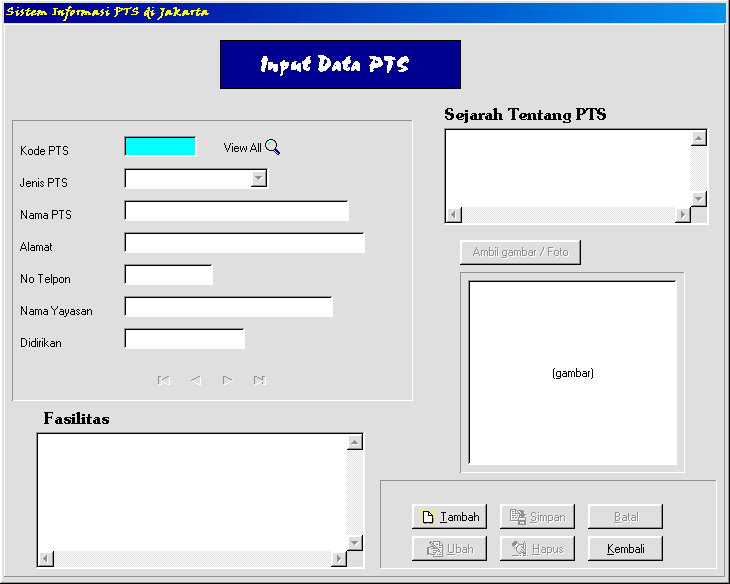 Sistem Informasi PTS di Jakarta
Input Data PTS
Kode PTS
View All
Jenis PTS
Nama PTS
Alamat
No Telpon
Nama Yayasan
Didirikan
Sejarah Tentang PTS
Ambil gambar / Foto
(gambar)
Fasilitas
Tambah Simpan Batal
Ubah Hapus Kembali